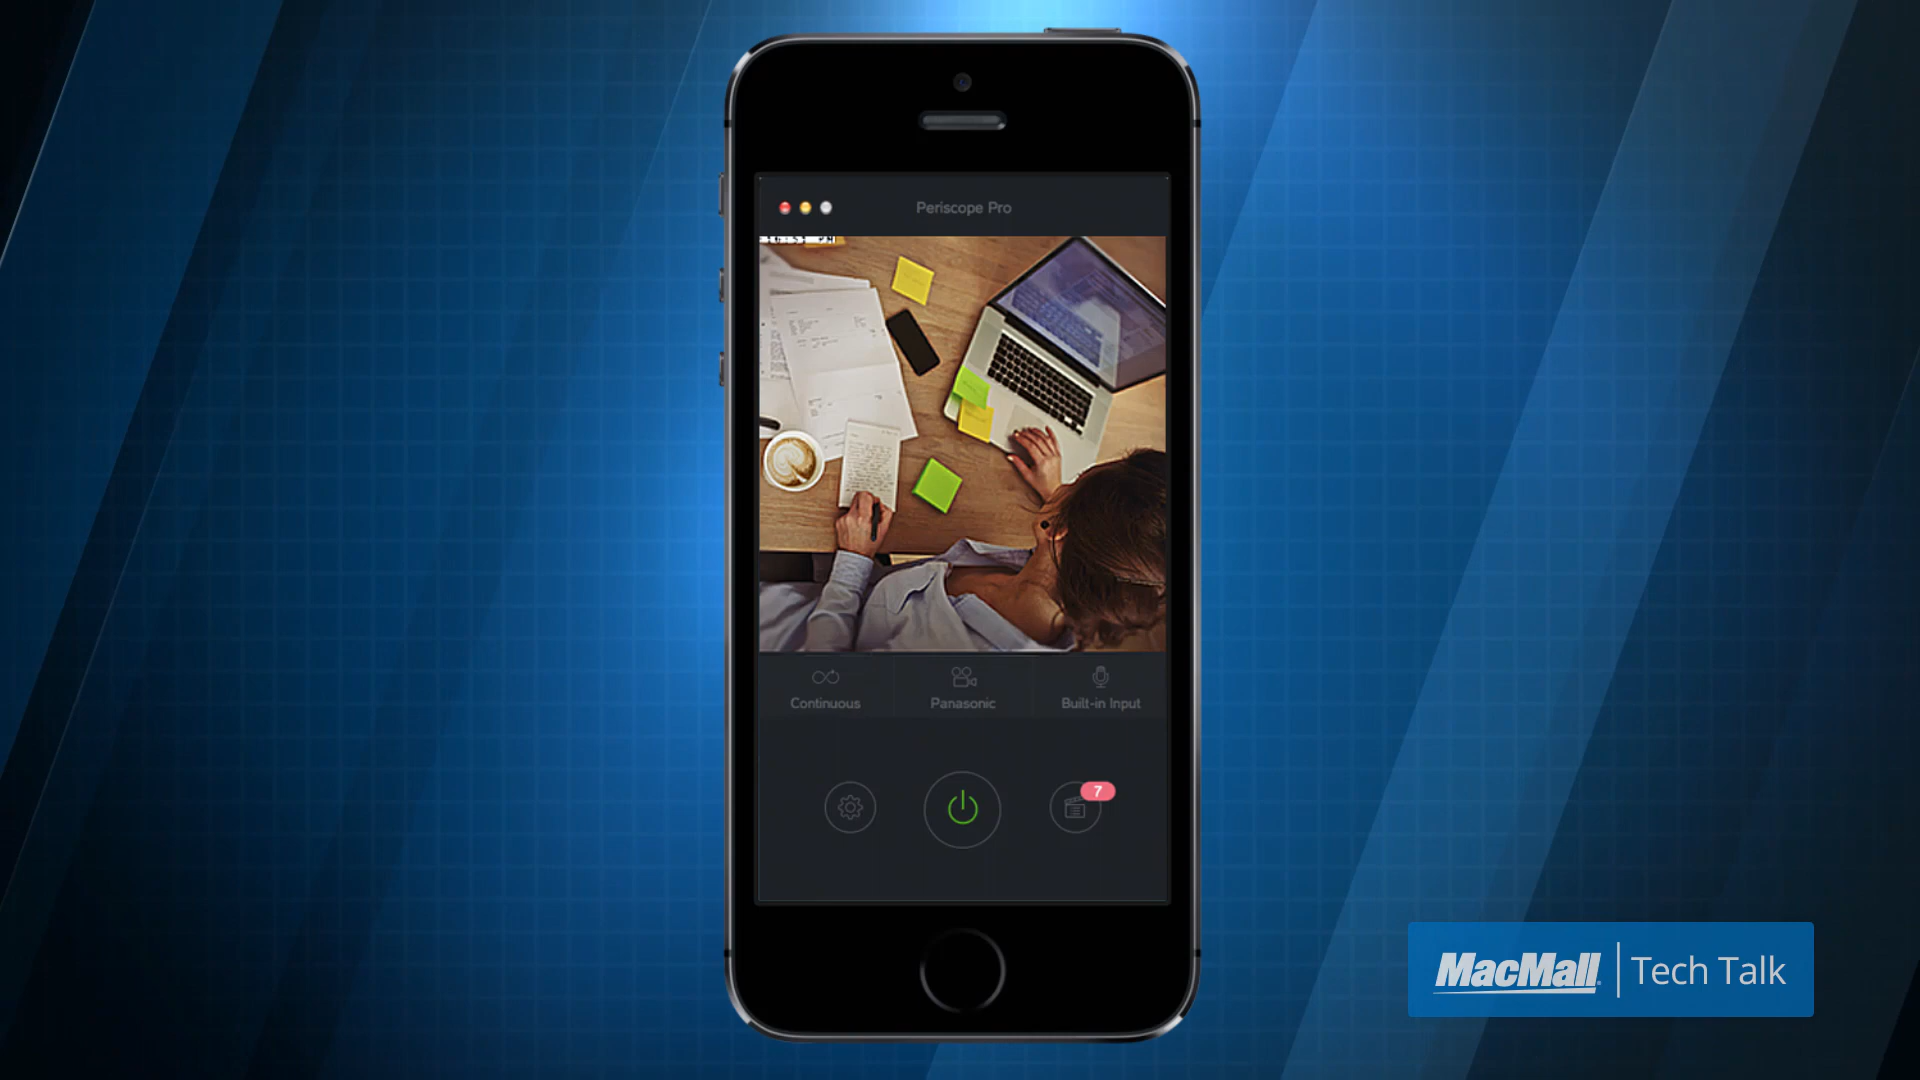 Periscope Pro
Continuous
Panasonic
Built-in Input
7
MacMall | Tech Talk